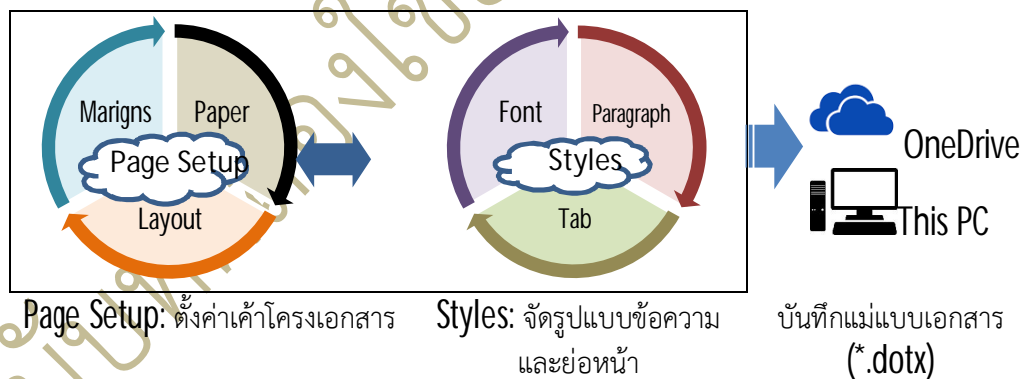 Marigns
Paper
Page Setup
Layout
Font
Paragraph
Styles
Tab
OneDrive
This PC
Page Setup: ตั้งค่าเค้าโครงเอกสาร
Styles: จัดรูปแบบข้อความ
และย่อหน้า
บันทึกแม่แบบเอกสาร
(*.dotx)